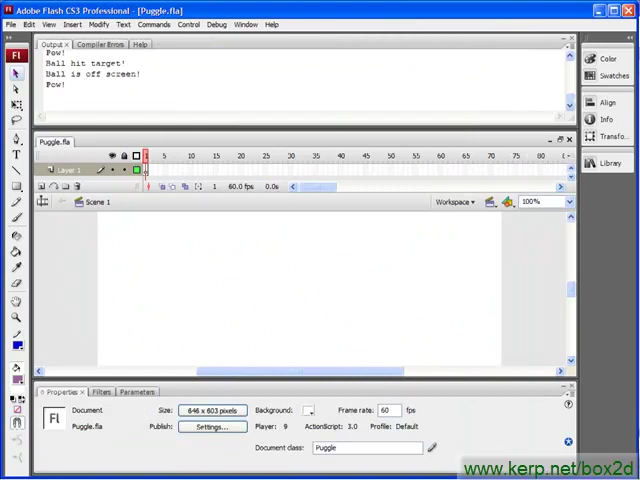 Adobe Flash CS3 Professional - [Puggle.fla]
File Edit View Insert Modify Text Commands Control Debug Window Help
Output × Compiler Errors Help
Pow!
Ball hit target!
Ball is off screen!
Pow!
Puggle.fla
1 5 10 15 20 25 30 35 40 45 50 55 60 65 70 75 80
Layer 1
1 60.0 fps 0.0s
Scene 1 Workspace 100%
Properties × Filters Parameters
Document Size: 646 x 603 pixels Background: Frame rate: 60 fps
Puggle.fla Publish: Settings... Player: 9 ActionScript: 3.0 Profile: Default
Document class: Puggle
Fl
Fl
Color
Swatches
Align
Info
Transfo...
Library
www.kerp.net/box2d